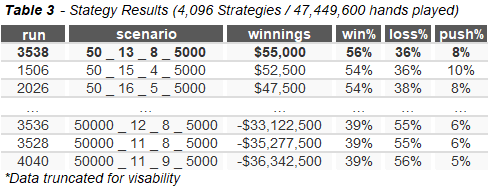 Table 3 - Stategy Results (4,096 Strategies / 47,449,600 hands played)
run scenario winnings win% loss% push%
3538 50 _ 13 _ 8 _ 5000 $55,000 56% 36% 8%
1506 50 _ 15 _ 4 _ 5000 $52,500 54% 36% 10%
2026 50 _ 16 _ 5 _ 5000 $47,500 54% 38% 8%
... ... ... ... ... ...
3536 50000 _ 12 _ 8 _ 5000 -$33,122,500 39% 55% 6%
3528 50000 _ 11 _ 8 _ 5000 -$35,277,500 39% 55% 6%
4040 50000 _ 11 _ 9 _ 5000 -$36,342,500 39% 56% 5%
*Data truncated for visability